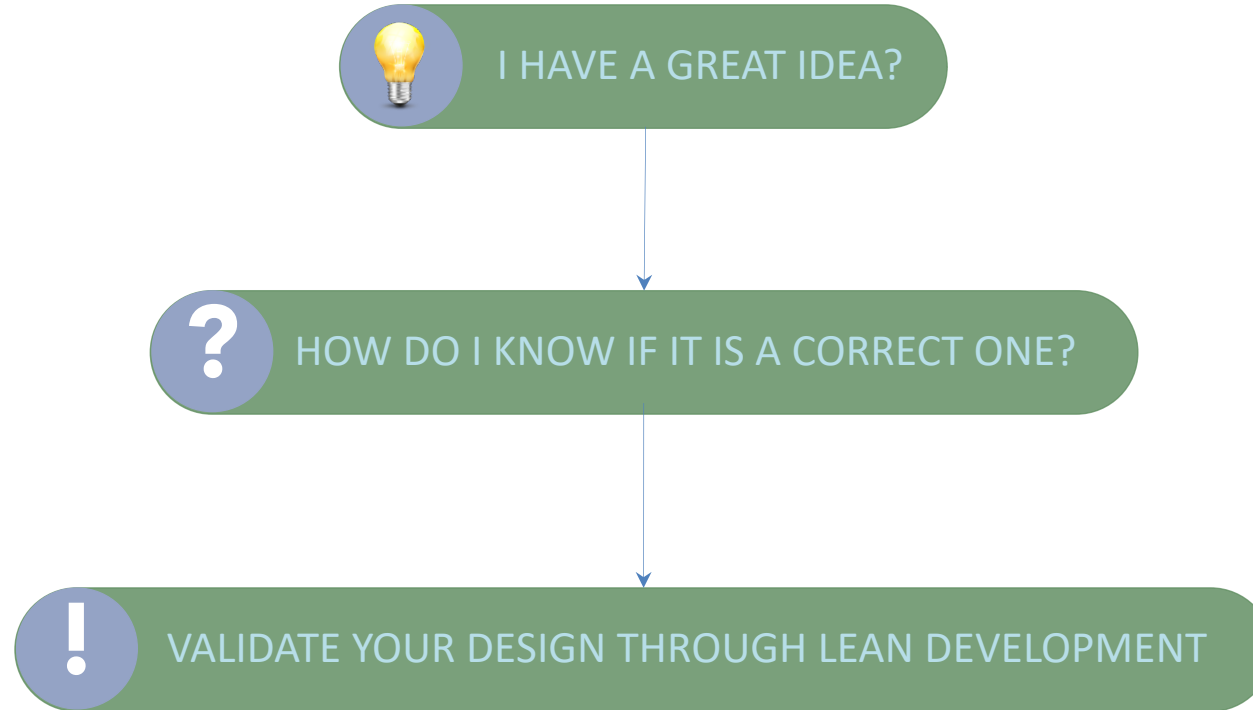 I HAVE A GREAT IDEA?
? HOW DO I KNOW IF IT IS A CORRECT ONE?
! VALIDATE YOUR DESIGN THROUGH LEAN DEVELOPMENT